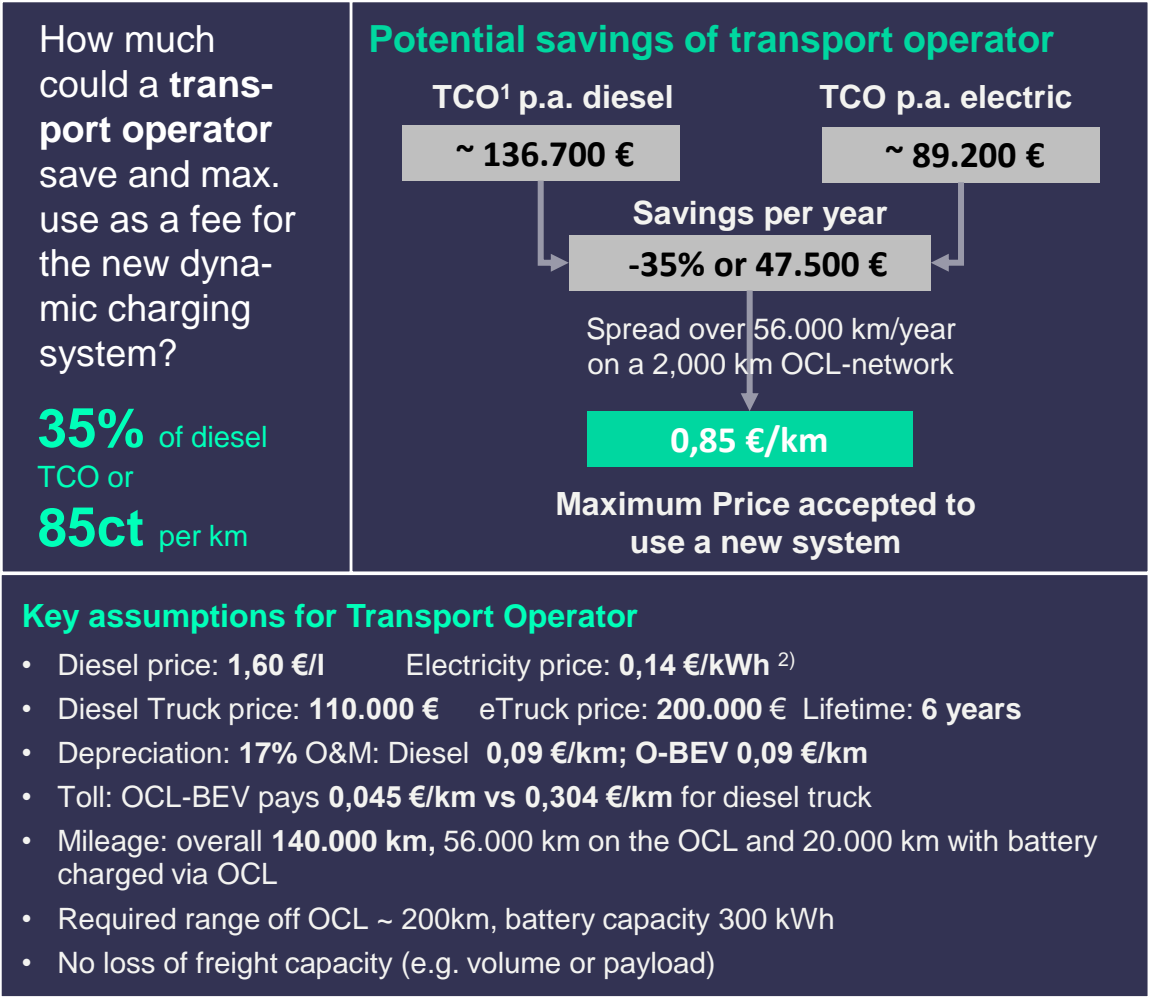 How much
could a trans-
port operator
save and max.
use as a fee for
the new dyna-
mic charging
system?
35% of diesel
TCO or
85ct per km
Potential savings of transport operator
TCO¹ p.a. diesel
TCO p.a. electric
~ 136.700 €
~ 89.200 €
Savings per year
-35% or 47.500 €
Spread over 56.000 km/year
on a 2,000 km OCL-network
0,85 €/km
Maximum Price accepted to
use a new system
Key assumptions for Transport Operator
• Diesel price: 1,60 €/l Electricity price: 0,14 €/kWh ²⁾
• Diesel Truck price: 110.000 € eTruck price: 200.000 € Lifetime: 6 years
• Depreciation: 17% O&M: Diesel 0,09 €/km; O-BEV 0,09 €/km
• Toll: OCL-BEV pays 0,045 €/km vs 0,304 €/km for diesel truck
• Mileage: overall 140.000 km, 56.000 km on the OCL and 20.000 km with battery
charged via OCL
• Required range off OCL ~ 200km, battery capacity 300 kWh
• No loss of freight capacity (e.g. volume or payload)